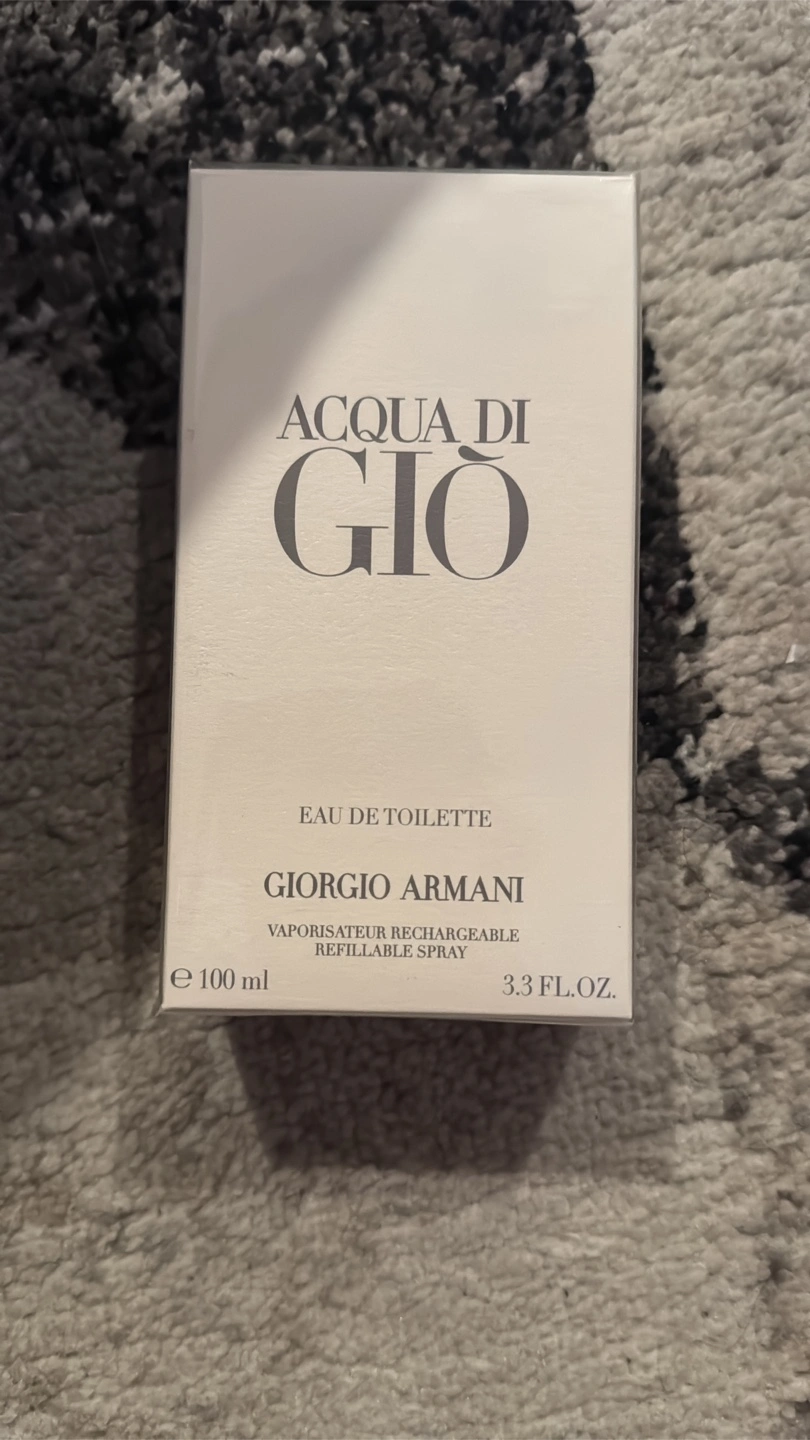 ACQUA DI
GIÒ
EAU DE TOILETTE
GIORGIO ARMANI
VAPORISATEUR RECHARGEABLE
REFILLABLE SPRAY
℮ 100 ml 3.3 FL.OZ.